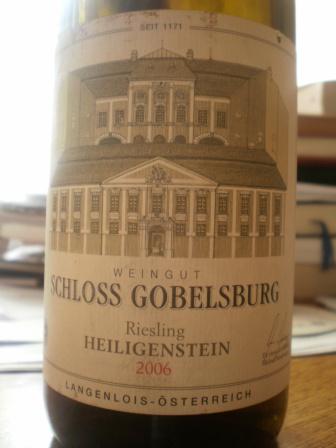 SEIT 1171
WEINGUT
SCHLOSS GOBELSBURG
Riesling
HEILIGENSTEIN
2006
LANGENLOIS-ÖSTERREICH